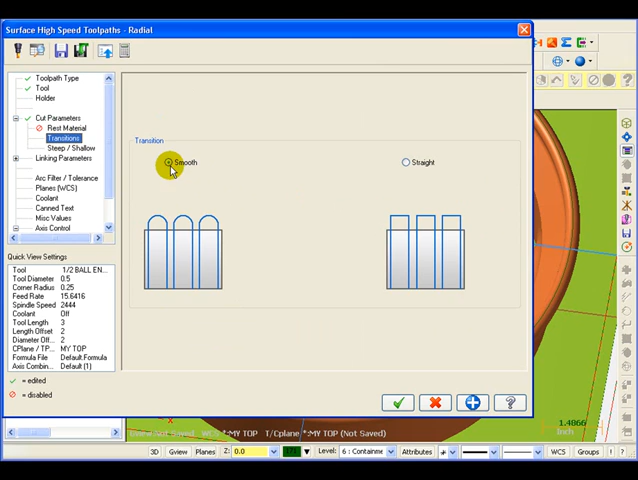 Surface High Speed Toolpaths - Radial
Toolpath Type
Tool
Holder
Cut Parameters
Rest Material
Transitions
Steep / Shallow
Linking Parameters
Arc Filter / Tolerance
Planes (WCS)
Coolant
Canned Text
Misc Values
Axis Control
Quick View Settings
Tool 1/2 BALL EN...
Tool Diameter 0.5
Corner Radius 0.25
Feed Rate 15.6416
Spindle Speed 2444
Coolant Off
Tool Length 3
Length Offset 2
Diameter Off... 2
CPlane / TP... MY TOP
Formula File Default.Formula
Axis Combin... Default (1)
= edited
= disabled
Transition
Smooth
Straight
1.4866
Inch
WCS :MY TOP T/Cplane :MY TOP (Not Saved)
3D Gview Planes Z: 0.0 Level: 6 : Containme Attributes WCS Groups ! ?